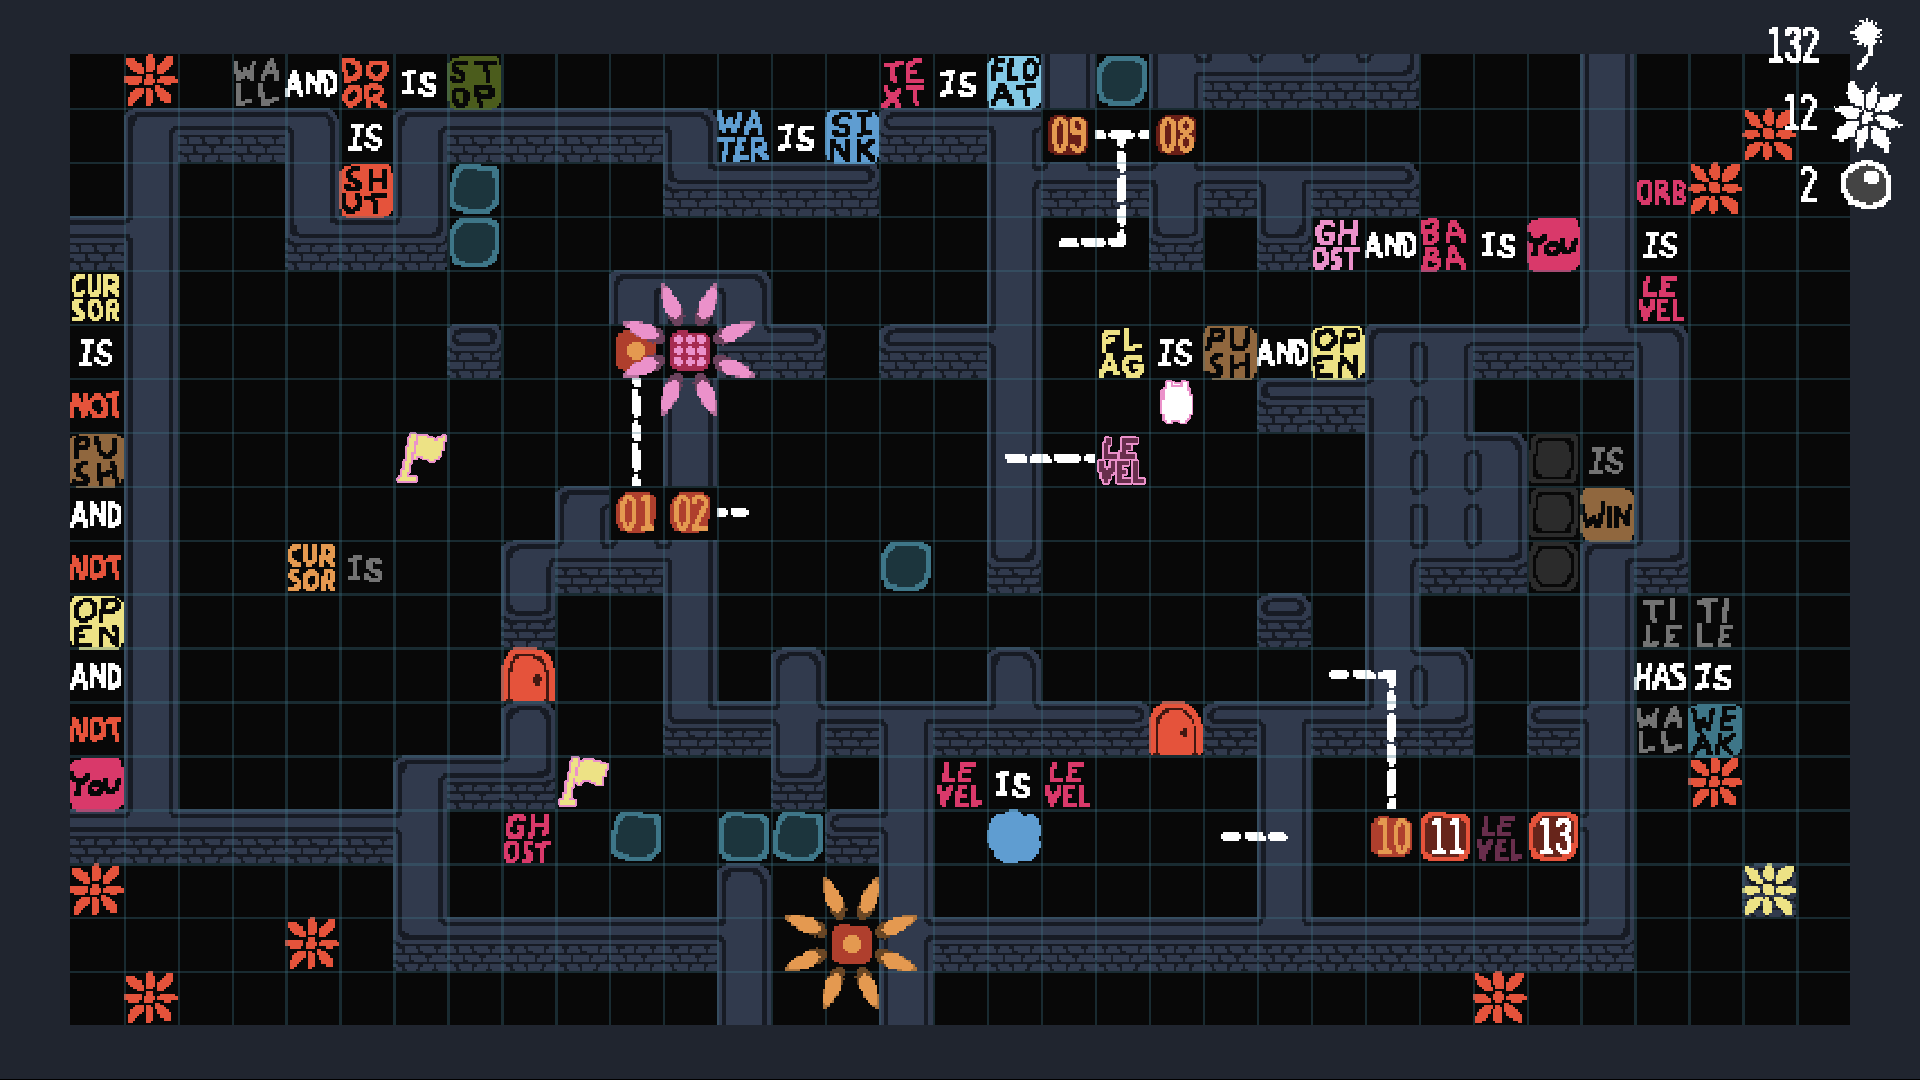 132
WALL AND DOOR IS STOP
TEXT IS FLOAT
12
IS
WATER IS SINK
09 08
SHUT
ORB
2
GHOST AND BABA IS YOU
IS
CURSOR
LEVEL
IS
FLAG IS PUSH AND OPEN
NOT
PUSH
LEVEL
IS
AND
01 02
WIN
NOT
CURSOR IS
OPEN
TILE TILE
AND
HAS IS
NOT
WALL WEAK
YOU
LEVEL IS LEVEL
GHOST
10 11 LEVEL 13